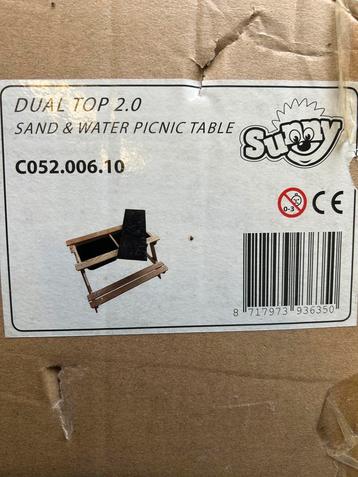 DUAL TOP 2.0
SAND & WATER PICNIC TABLE
Sunny
C052.006.10
0-3
CE
8 717973 936350